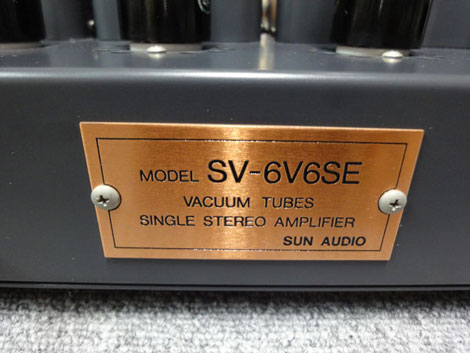 MODEL SV-6V6SE
VACUUM TUBES
SINGLE STEREO AMPLIFIER
SUN AUDIO